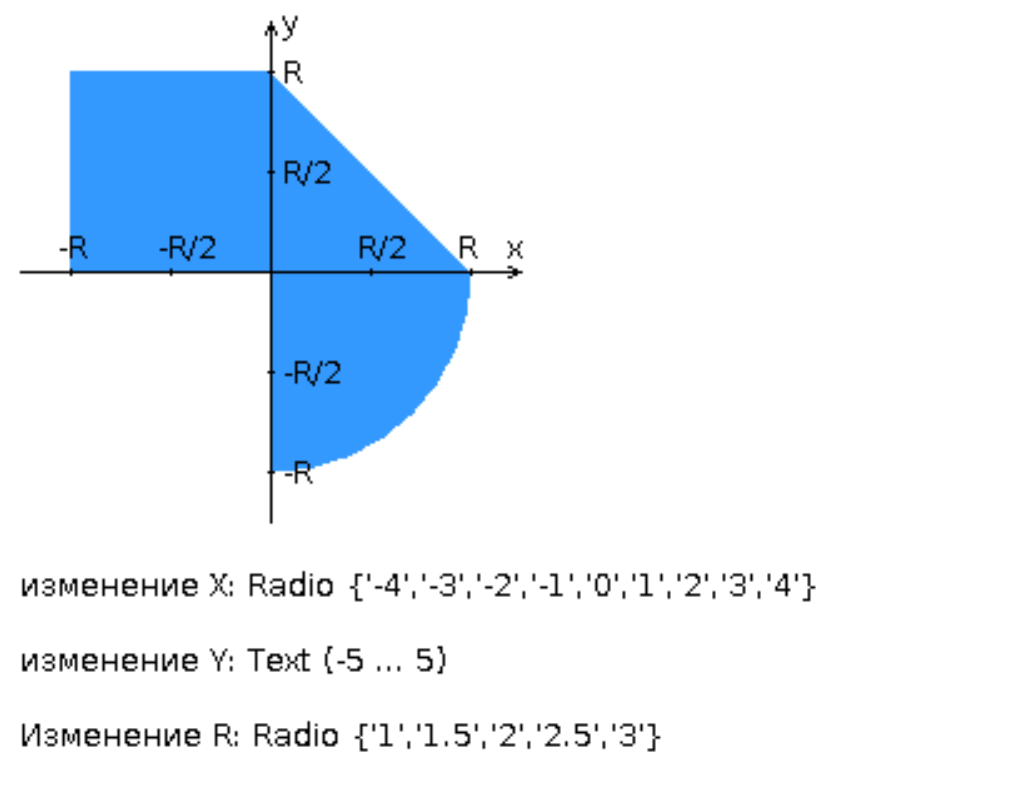 y
R
R/2
-R -R/2 R/2 R x
-R/2
-R
изменение X: Radio {'-4','-3','-2','-1','0','1','2','3','4'}
изменение Y: Text (-5 ... 5)
Изменение R: Radio {'1','1.5','2','2.5','3'}